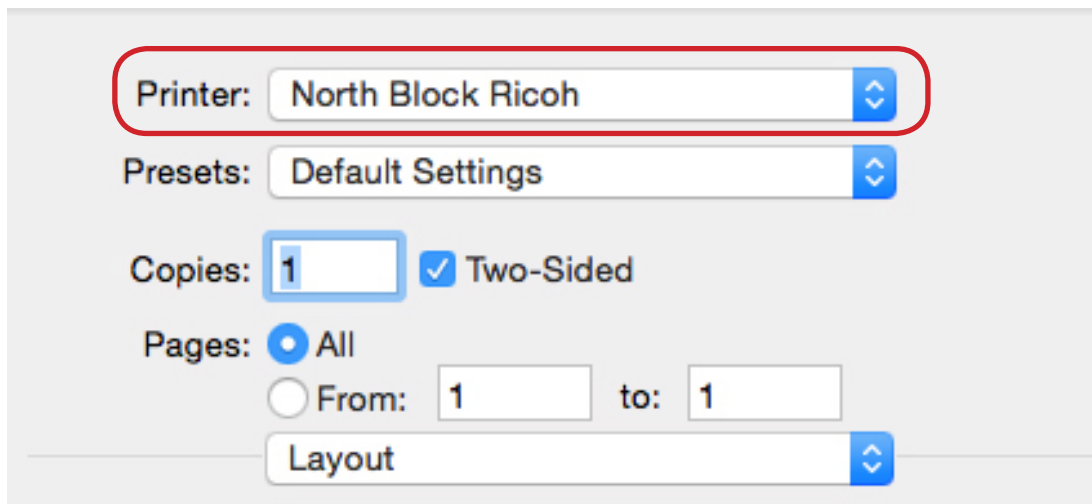 Printer: North Block Ricoh
Presets: Default Settings
Copies: 1 Two-Sided
Pages: All
From: 1 to: 1
Layout